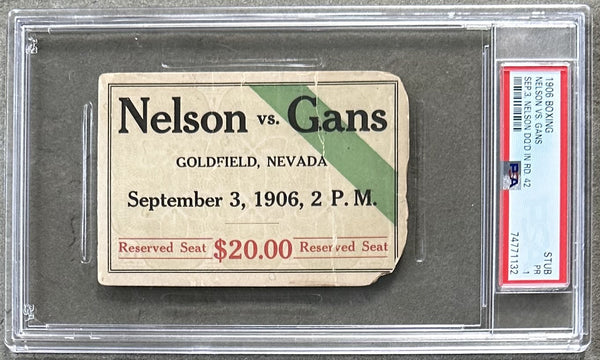 Nelson vs. Gans
GOLDFIELD, NEVADA
September 3, 1906, 2 P. M.
Reserved Seat $20.00 Reserved Seat
1906 BOXING
NELSON VS. GANS
SEP.3, NELSON DQ'D IN RD. 42
PSA
STUB
PR
1
74771132